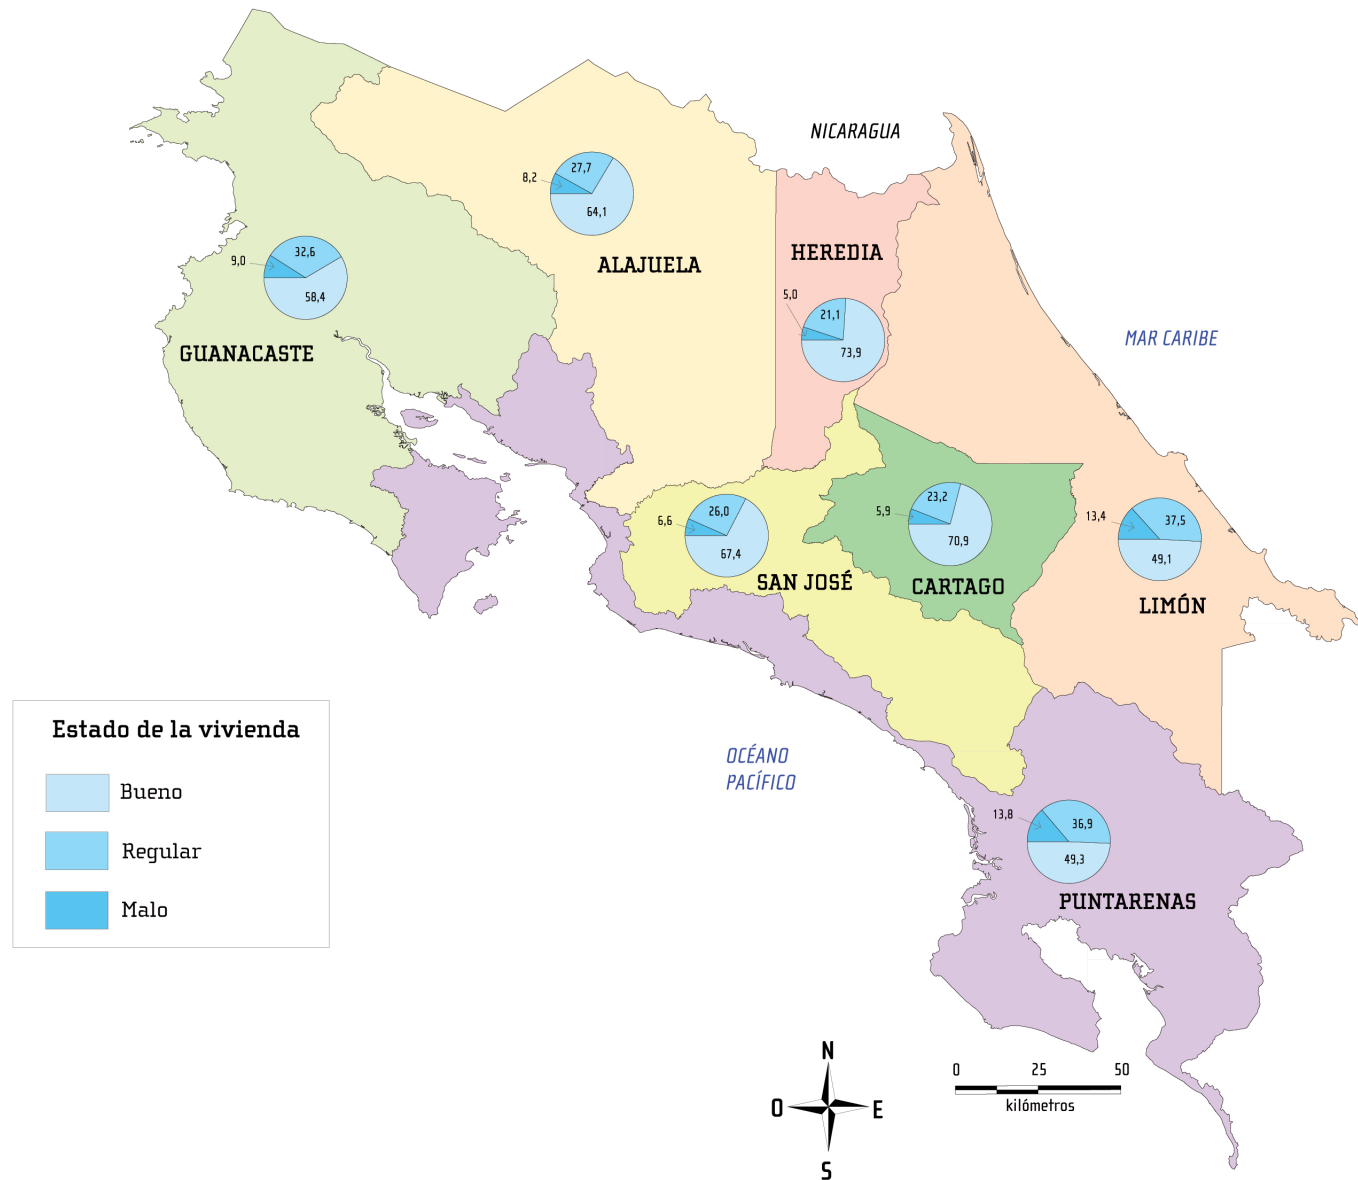 NICARAGUA
27,7
8,2
64,1
ALAJUELA
HEREDIA
32,6
9,0
58,4
GUANACASTE
5,0
21,1
73,9
MAR CARIBE
26,0
6,6
67,4
SAN JOSÉ
23,2
5,9
70,9
CARTAGO
13,4
37,5
49,1
LIMÓN
Estado de la vivienda
Bueno
Regular
Malo
OCÉANO
PACÍFICO
13,8
36,9
49,3
PUNTARENAS
N
O
E
S
0 25 50
kilómetros